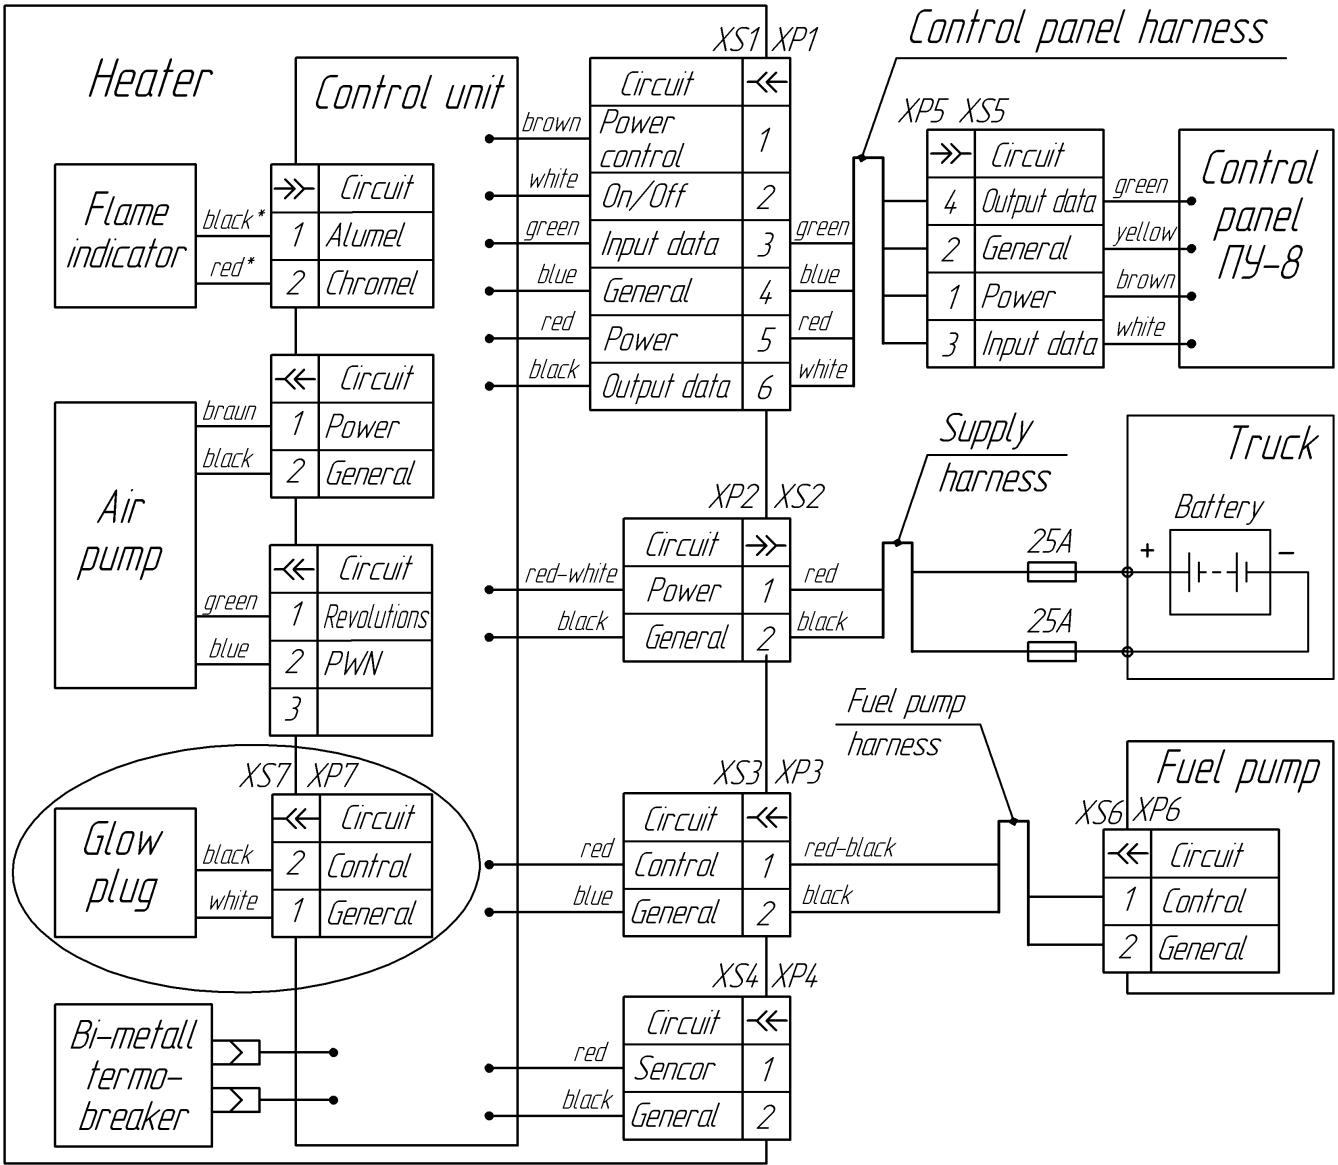 Heater
Control unit
Flame
indicator
black*
red*
Circuit
1 Alumel
2 Chromel
Air
pump
braun
black
Circuit
1 Power
2 General
green
blue
Circuit
1 Revolutions
2 PWN
3
XS7 XP7
Glow
plug
black
white
Circuit
2 Control
1 General
Bi-metall
termo-
breaker
XS1 XP1
Circuit
brown
Power
control
1
white On/Off 2
green Input data 3 green
blue General 4 blue
red Power 5 red
black Output data 6 white
Control panel harness
XP5 XS5
Circuit
4 Output data green
2 General yellow
1 Power brown
3 Input data white
Control
panel
ПУ-8
XP2 XS2
Circuit
red-white Power 1 red
black General 2 black
Supply
harness
25A
25A
Truck
Battery
+ −
XS3 XP3
Circuit
red Control 1 red-black
blue General 2 black
Fuel pump
harness
Fuel pump
XS6 XP6
Circuit
1 Control
2 General
XS4 XP4
Circuit
red Sencor 1
black General 2